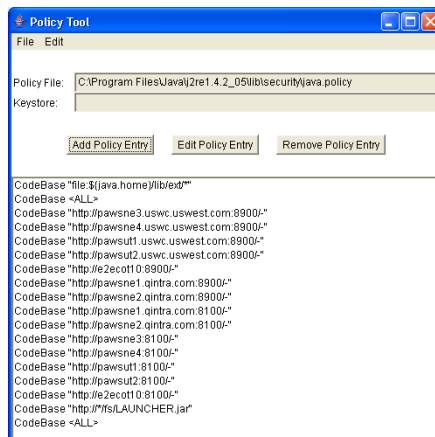 Policy Tool
File Edit
Policy File: C:\Program Files\Java\j2re1.4.2_05\lib\security\java.policy
Keystore:
Add Policy Entry Edit Policy Entry Remove Policy Entry
CodeBase "file:${java.home}/lib/ext/*"
CodeBase <ALL>
CodeBase "http://pawsne3.uswc.uswest.com:8900/-"
CodeBase "http://pawsne4.uswc.uswest.com:8900/-"
CodeBase "http://pawsut1.uswc.uswest.com:8900/-"
CodeBase "http://pawsut2.uswc.uswest.com:8900/-"
CodeBase "http://e2ecot10:8900/-"
CodeBase "http://pawsne1.qintra.com:8900/-"
CodeBase "http://pawsne2.qintra.com:8900/-"
CodeBase "http://pawsne1.qintra.com:8100/-"
CodeBase "http://pawsne2.qintra.com:8100/-"
CodeBase "http://pawsne3:8100/-"
CodeBase "http://pawsne4:8100/-"
CodeBase "http://pawsut1:8100/-"
CodeBase "http://pawsut2:8100/-"
CodeBase "http://e2ecot10:8100/-"
CodeBase "http://*/fs/LAUNCHER.jar"
CodeBase <ALL>